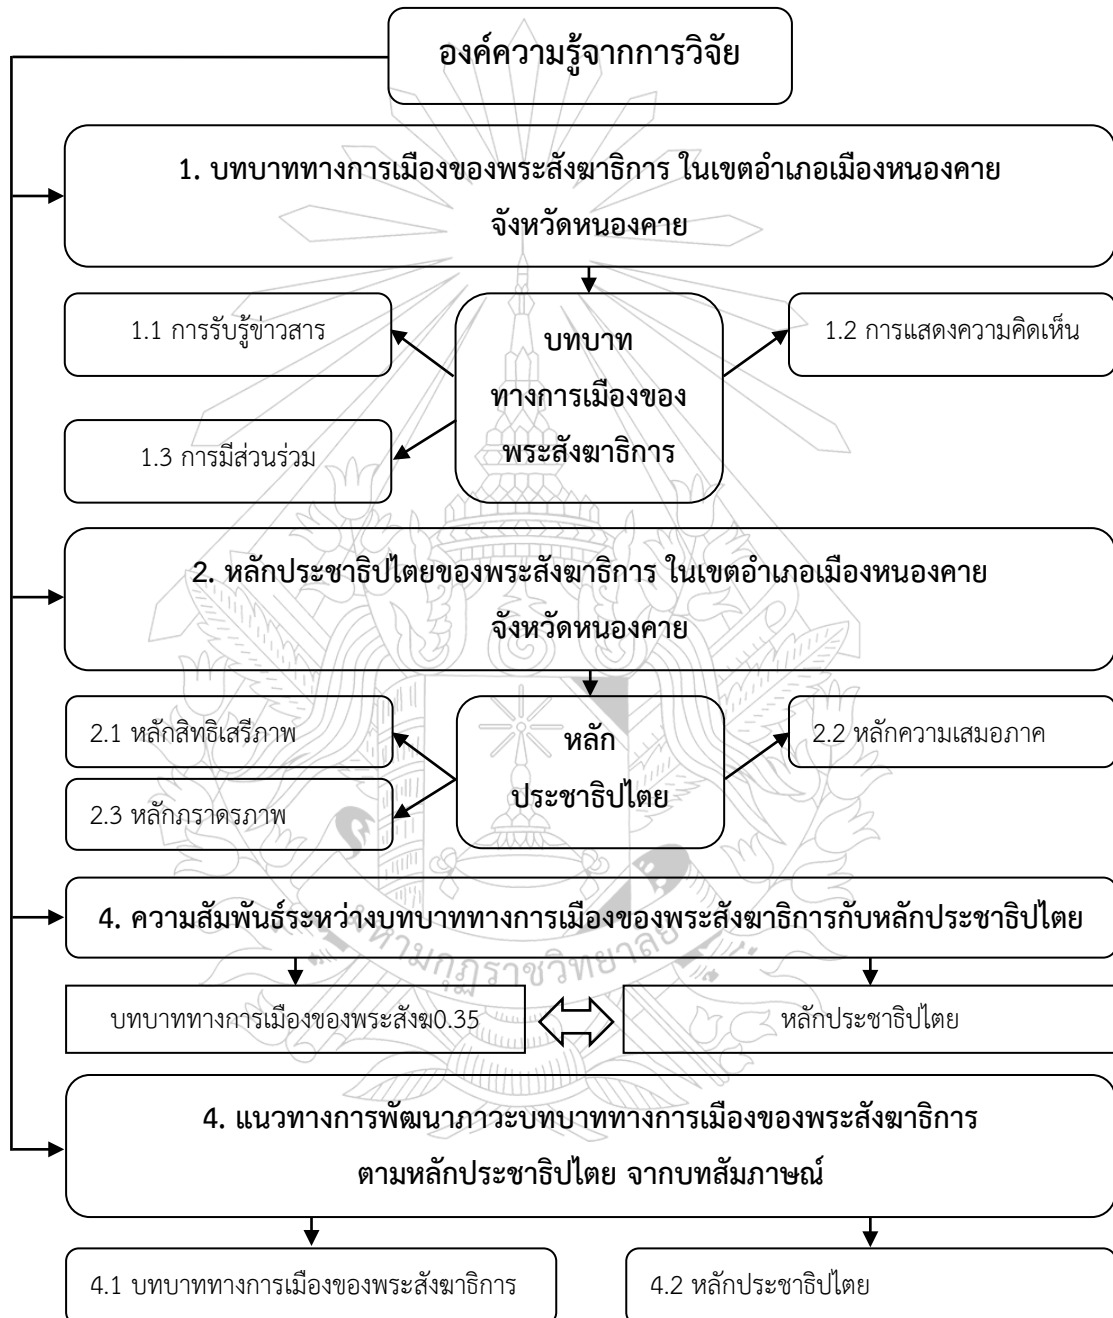 องค์ความรู้จากการวิจัย
1. บทบาททางการเมืองของพระสังฆาธิการ ในเขตอำเภอเมืองหนองคาย
จังหวัดหนองคาย
1.1 การรับรู้ข่าวสาร
บทบาท
ทางการเมืองของ
พระสังฆาธิการ
1.2 การแสดงความคิดเห็น
1.3 การมีส่วนร่วม
2. หลักประชาธิปไตยของพระสังฆาธิการ ในเขตอำเภอเมืองหนองคาย
จังหวัดหนองคาย
2.1 หลักสิทธิเสรีภาพ
หลัก
ประชาธิปไตย
2.2 หลักความเสมอภาค
2.3 หลักภราดรภาพ
4. ความสัมพันธ์ระหว่างบทบาททางการเมืองของพระสังฆาธิการกับหลักประชาธิปไตย
มหามกุฏราชวิทยาลัย
บทบาททางการเมืองของพระสังฆ0.35
หลักประชาธิปไตย
4. แนวทางการพัฒนาภาวะบทบาททางการเมืองของพระสังฆาธิการ
ตามหลักประชาธิปไตย จากบทสัมภาษณ์
4.1 บทบาททางการเมืองของพระสังฆาธิการ
4.2 หลักประชาธิปไตย